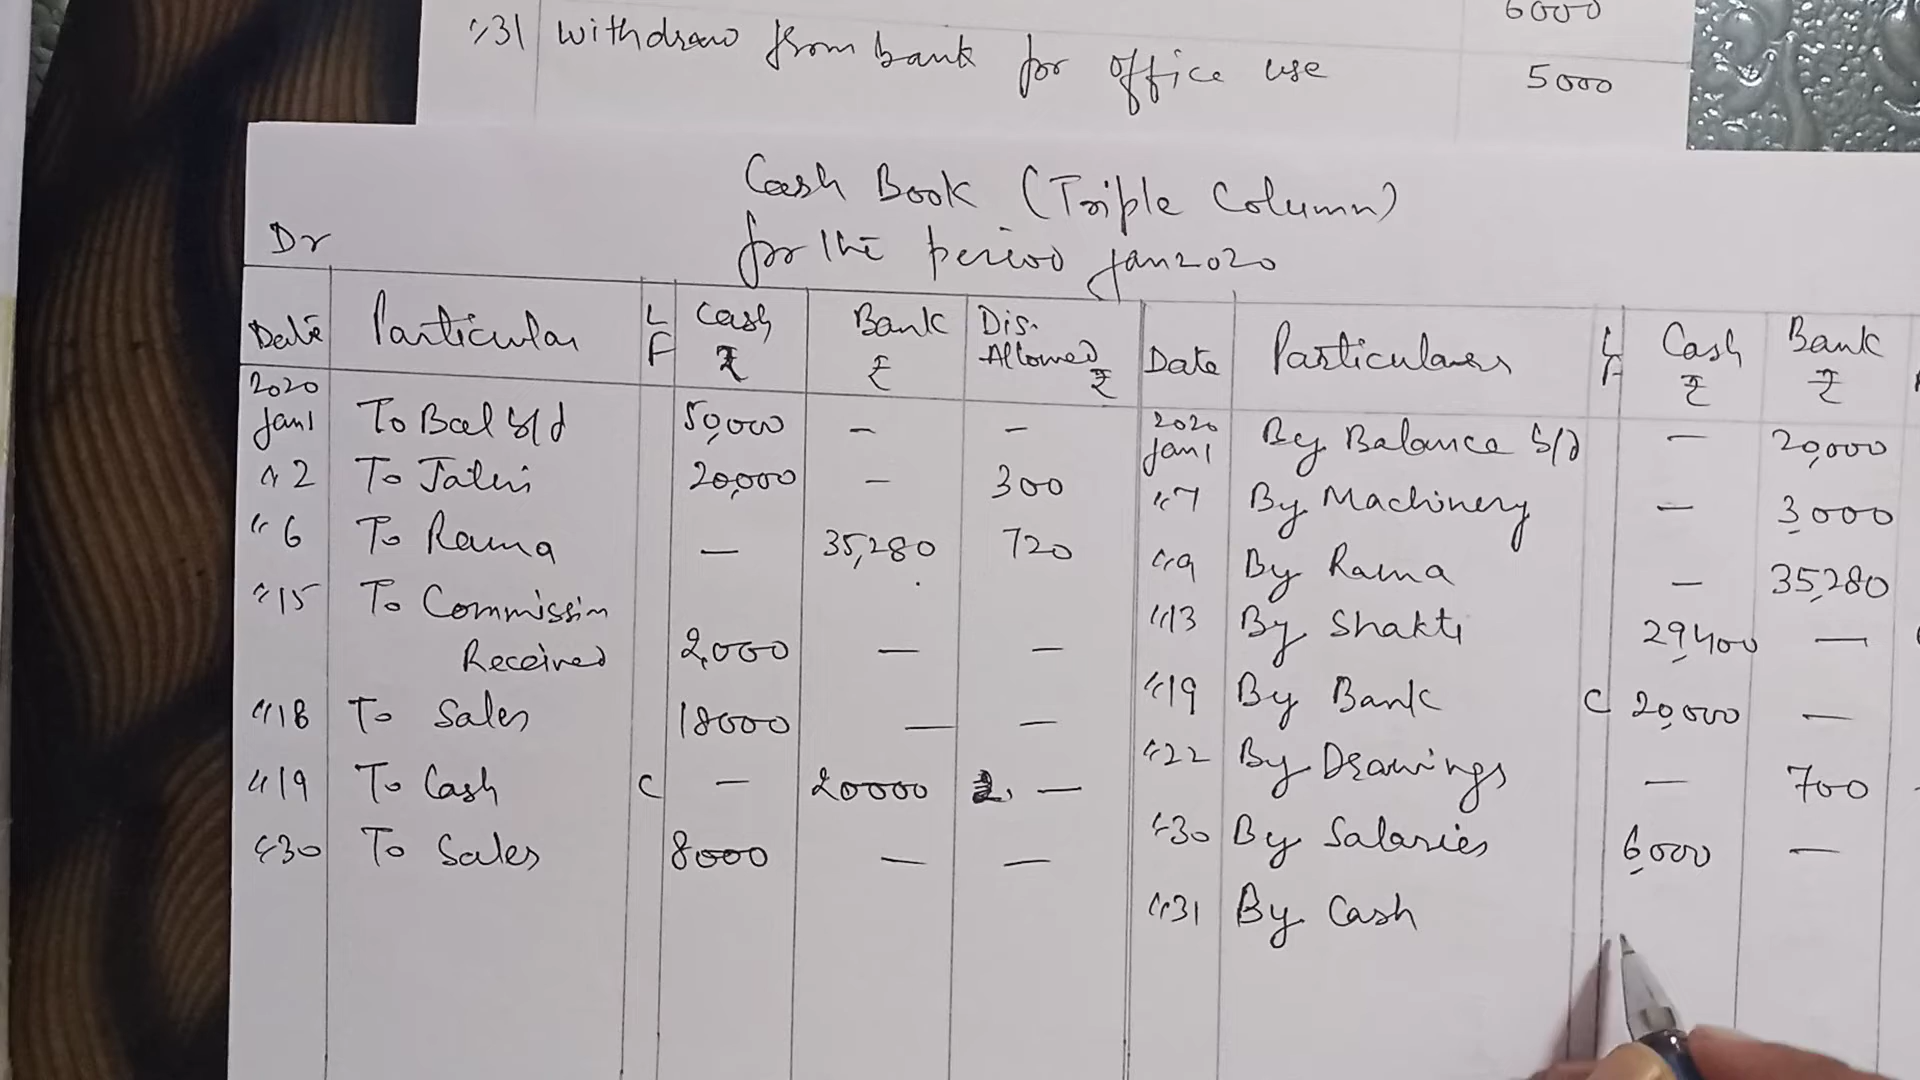 6000
"31 withdraw from bank for office use 5000
Cash Book (Triple Column)
Dr for the period Jan 2020
Date Particular L F Cash ₹ Bank ₹ Dis. Allowed ₹ Date Particulars L F Cash ₹ Bank ₹
2020 Jan 1 To Bal b/d 50,000 — — 2020 Jan 1 By Balance b/d — 20,000
"2 To Jatin 20,000 — 300 "7 By Machinery — 3000
"6 To Rama — 35,280 720 "9 By Rama — 35,280
"15 To Commission "13 By Shakti 29,400 —
Received 2,000 — —
"18 To Sales 18000 — — "19 By Bank C 20,000 —
"19 To Cash C — 20000 — "22 By Drawings — 700
"30 To Sales 8000 — — "30 By Salaries 6,000 —
"31 By Cash